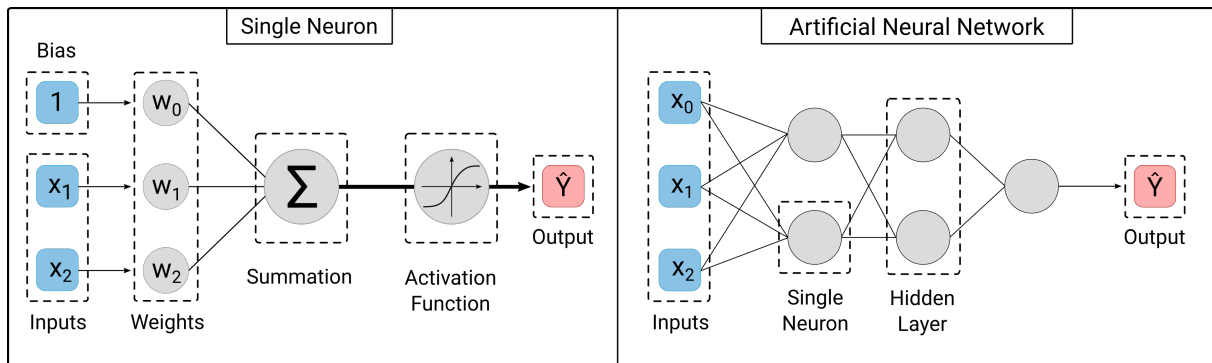 Single Neuron
Bias
1
w0
x1
w1
Σ
Ŷ
Output
x2
w2
Summation
Activation
Function
Inputs
Weights
Artificial Neural Network
x0
x1
Ŷ
Output
x2
Inputs
Single
Neuron
Hidden
Layer